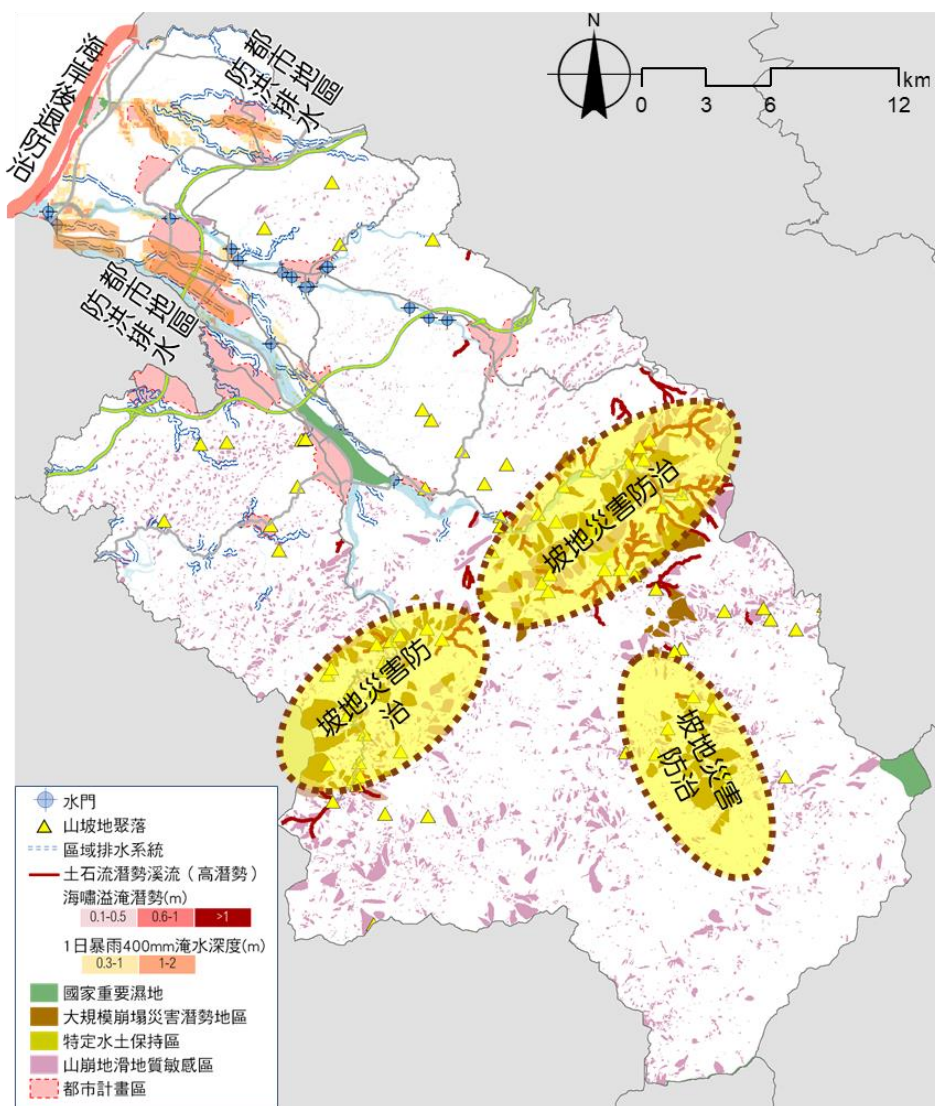 N
km
0
3
6
12
都市地區
防洪排水
都市地區
防洪排水
坡地災害防治
坡地災害防
治
坡地災害
防治
水門
山坡地聚落
區域排水系統
土石流潛勢溪流（高潛勢）
海嘯溢淹潛勢(m)
0.1-0.5
0.6-1
>1
1日暴雨400mm淹水深度(m)
0.3-1
1-2
國家重要濕地
大規模崩塌災害潛勢地區
特定水土保持區
山崩地滑地質敏感區
都市計畫區